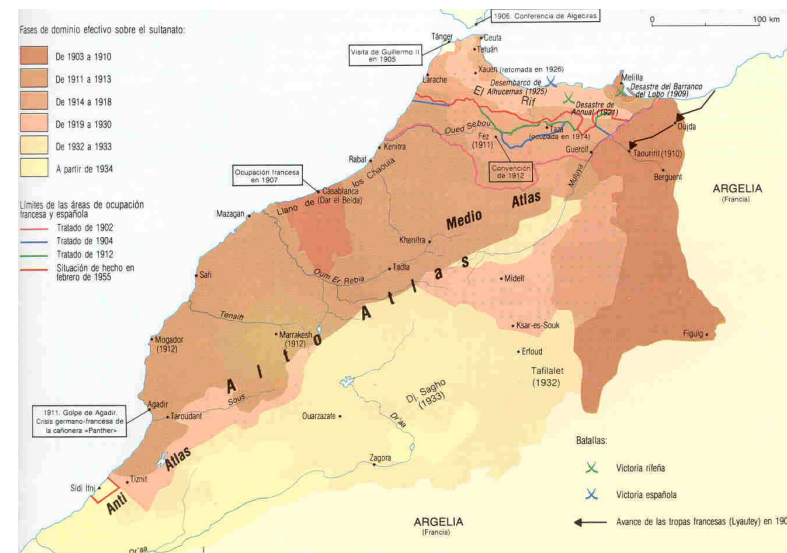 Fases de dominio efectivo sobre el sultanato:
De 1903 a 1910
De 1911 a 1913
De 1914 a 1918
De 1919 a 1930
De 1932 a 1933
A partir de 1934
Límites de las áreas de ocupación
francesa y española
Tratado de 1902
Tratado de 1904
Tratado de 1912
Situación de hecho en
febrero de 1955
1906. Conferencia de Algeciras
0
100 km
Visita de Guillermo II
en 1905
Tánger
Ceuta
Tetuán
Xauen (retomada en 1926)
Larache
Desembarco de
Alhucemas (1925)
El Rif
Melilla
Desastre del Barranco
del Lobo (1909)
Desastre de
Annual (1921)
Oued Sebou
Taza
(ocupada en 1914)
Oujda
Fez
(1911)
Kenitra
Rabat
Guercif
Taourirt (1910)
Berguent
Convención
de 1912
Muluya
Ocupación francesa
en 1907
Casablanca
(Dar el Beida)
Llano de los Chaouia
Mazagan
Medio Atlas
ARGELIA
(Francia)
Khenifra
Safi
Oum Er Rebia
Tadla
Midelt
Tensift
Alto Atlas
Mogador
(1912)
Marrakesh
(1912)
Ksar-es-Souk
Figuig
Erfoud
Tafilalet
(1932)
Dj. Sagho
(1933)
1911. Golpe de Agadir.
Crisis germano-francesa de
la cañonera «Panther»
Agadir
Taroudant
Sous
Ouarzazate
Dr'aa
Zagora
Anti Atlas
Tiznit
Sidi Ifni
Dr'aa
ARGELIA
(Francia)
Batallas:
Victoria rifeña
Victoria española
Avance de las tropas francesas (Lyautey) en